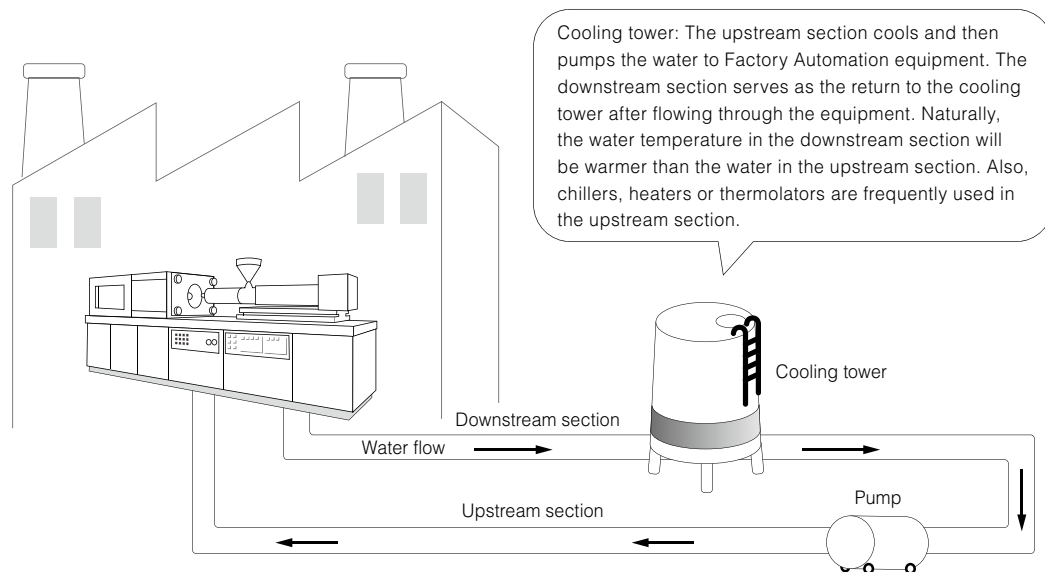 Cooling tower: The upstream section cools and then
pumps the water to Factory Automation equipment. The
downstream section serves as the return to the cooling
tower after flowing through the equipment. Naturally,
the water temperature in the downstream section will
be warmer than the water in the upstream section. Also,
chillers, heaters or thermolators are frequently used in
the upstream section.
Cooling tower
Downstream section
Water flow
Upstream section
Pump